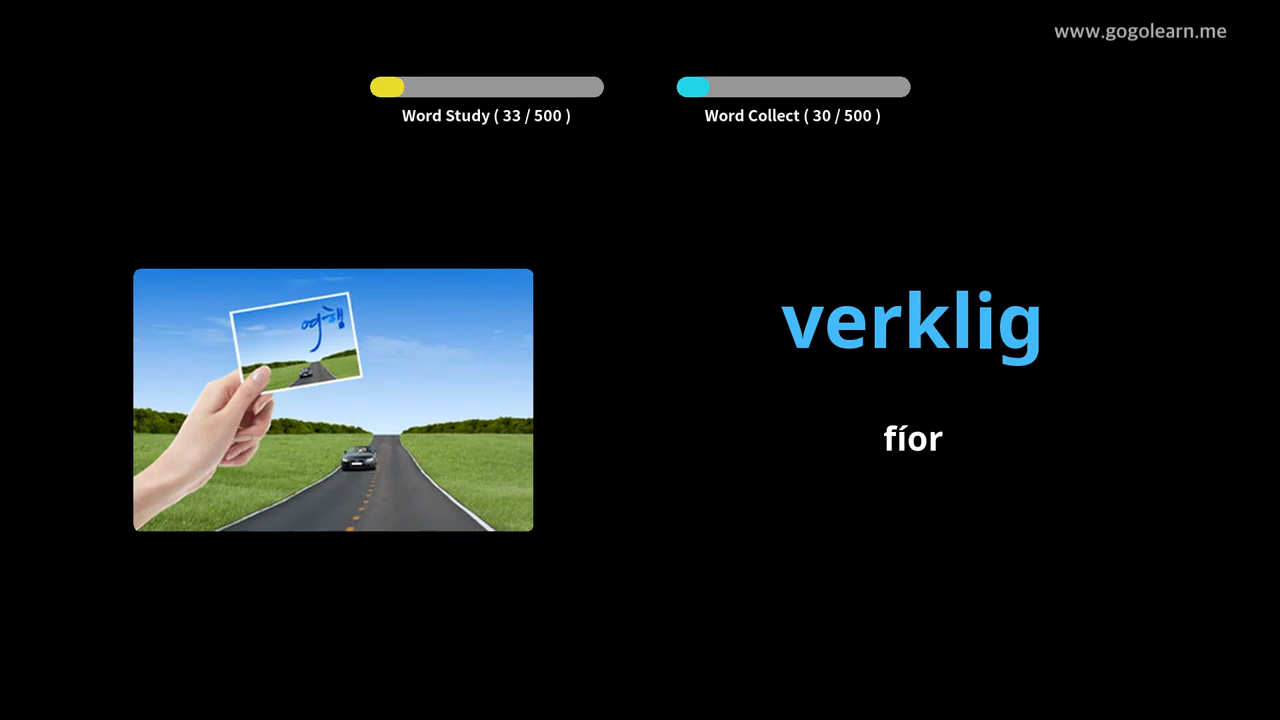 www.gogolearn.me
Word Study ( 33 / 500 )
Word Collect ( 30 / 500 )
여행
verklig
fíor